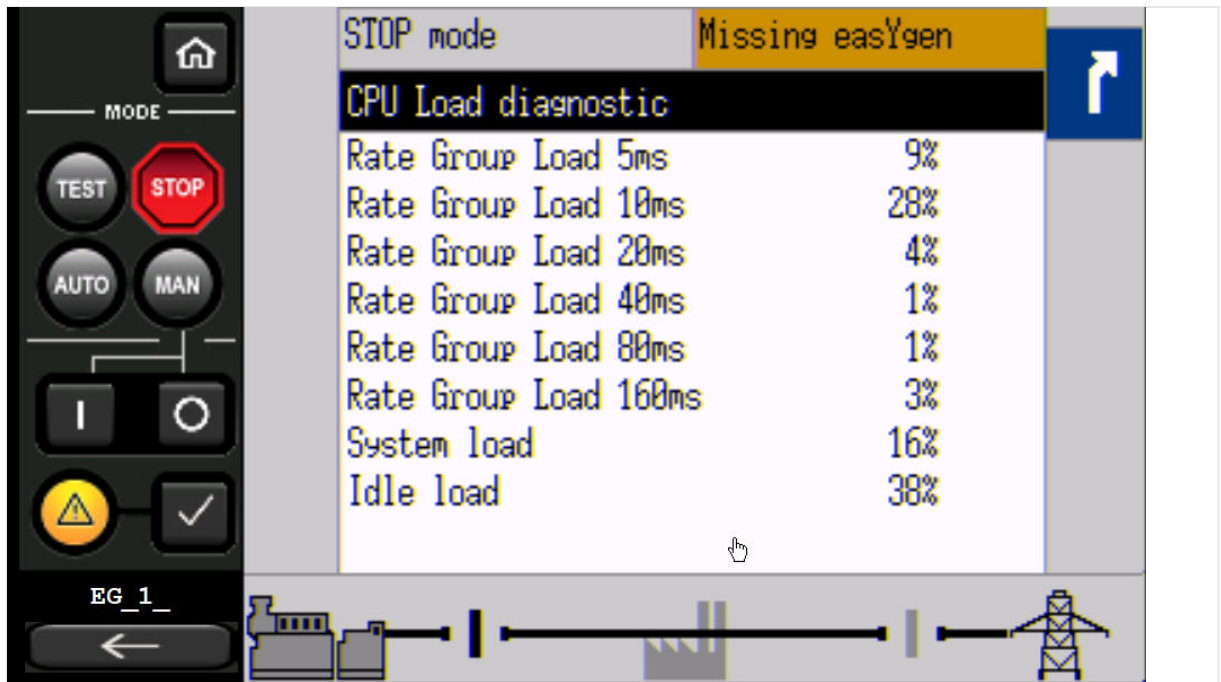 STOP mode Missing easYgen
MODE
CPU Load diagnostic
TEST STOP
AUTO MAN
Rate Group Load 5ms 9%
Rate Group Load 10ms 28%
Rate Group Load 20ms 4%
Rate Group Load 40ms 1%
Rate Group Load 80ms 1%
Rate Group Load 160ms 3%
System load 16%
Idle load 38%
EG_1_